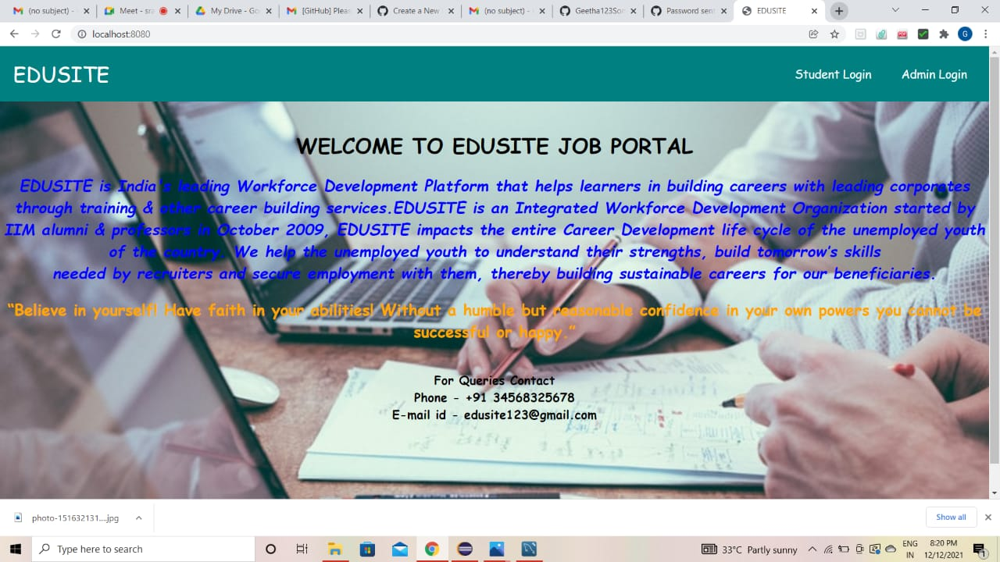 (no subject) -
Meet - sra
My Drive - Go
[GitHub] Pleas
Create a New
(no subject) -
Geetha123Som
Password sent
EDUSITE
localhost:8080
G
EDUSITE
Student Login
Admin Login
WELCOME TO EDUSITE JOB PORTAL
EDUSITE is India's leading Workforce Development Platform that helps learners in building careers with leading corporates
through training & other career building services.EDUSITE is an Integrated Workforce Development Organization started by
IIM alumni & professors in October 2009, EDUSITE impacts the entire Career Development life cycle of the unemployed youth
of the country. We help the unemployed youth to understand their strengths, build tomorrow's skills
needed by recruiters and secure employment with them, thereby building sustainable careers for our beneficiaries.
“Believe in yourself! Have faith in your abilities! Without a humble but reasonable confidence in your own powers you cannot be
successful or happy.”
For Queries Contact
Phone - +91 34568325678
E-mail id - edusite123@gmail.com
photo-151632131....jpg
Show all
Type here to search
33°C Partly sunny
ENG
IN
8:20 PM
12/12/2021
1